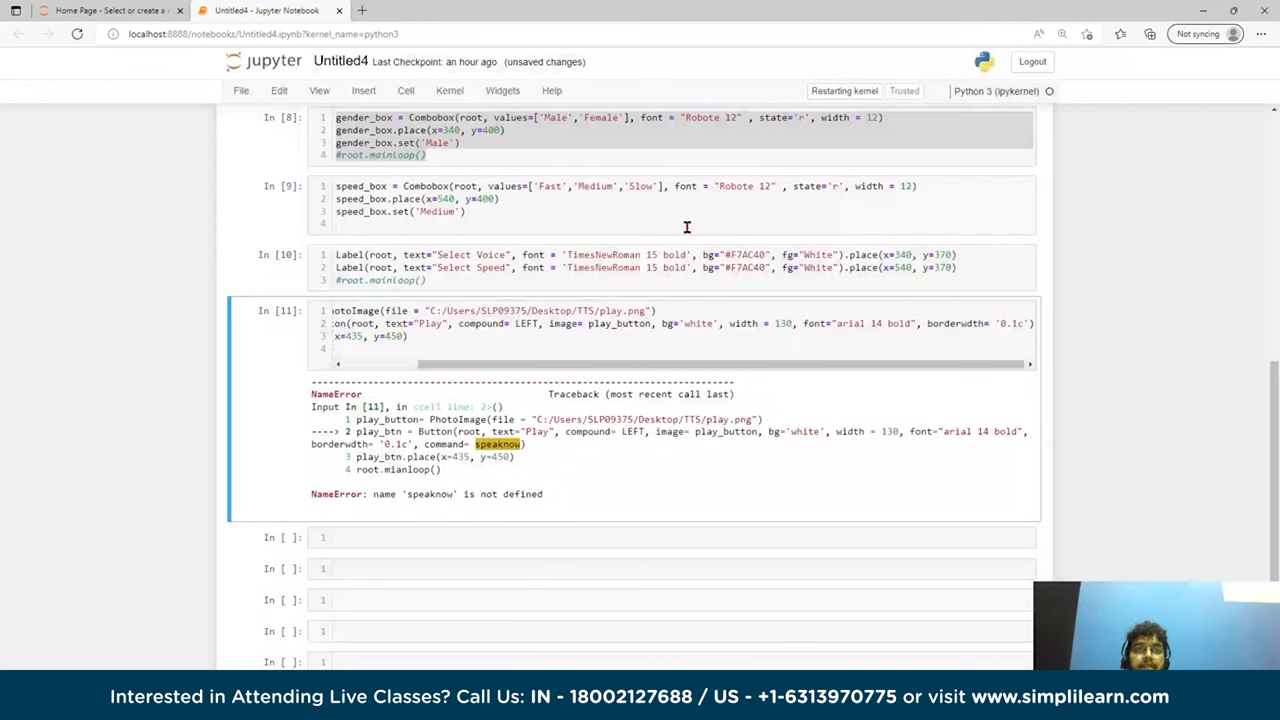 Home Page - Select or create a n
Untitled4 - Jupyter Notebook
localhost:8888/notebooks/Untitled4.ipynb?kernel_name=python3
Not syncing
jupyter Untitled4 Last Checkpoint: an hour ago (unsaved changes)
Logout
File Edit View Insert Cell Kernel Widgets Help
Restarting kernel Trusted Python 3 (ipykernel)
In [8]: 1 gender_box = Combobox(root, values=['Male','Female'], font = "Robote 12" , state='r', width = 12)
2 gender_box.place(x=340, y=400)
3 gender_box.set('Male')
4 #root.mainloop()
In [9]: 1 speed_box = Combobox(root, values=['Fast','Medium','Slow'], font = "Robote 12" , state='r', width = 12)
2 speed_box.place(x=540, y=400)
3 speed_box.set('Medium')
4
In [10]: 1 Label(root, text="Select Voice", font = 'TimesNewRoman 15 bold', bg="#F7AC40", fg="White").place(x=340, y=370)
2 Label(root, text="Select Speed", font = 'TimesNewRoman 15 bold', bg="#F7AC40", fg="White").place(x=540, y=370)
3 #root.mainloop()
In [11]: 1 otoImage(file = "C:/Users/SLP09375/Desktop/TTS/play.png")
2 on(root, text="Play", compound= LEFT, image= play_button, bg='white', width = 130, font="arial 14 bold", borderwdth= '0.1c')
3 x=435, y=450)
4
NameError Traceback (most recent call last)
Input In [11], in <cell line: 2>()
1 play_button= PhotoImage(file = "C:/Users/SLP09375/Desktop/TTS/play.png")
----> 2 play_btn = Button(root, text="Play", compound= LEFT, image= play_button, bg='white', width = 130, font="arial 14 bold",
borderwdth= '0.1c', command= speaknow)
3 play_btn.place(x=435, y=450)
4 root.mianloop()
NameError: name 'speaknow' is not defined
In [ ]: 1
In [ ]: 1
In [ ]: 1
In [ ]: 1
In [ ]: 1
Interested in Attending Live Classes? Call Us: IN - 18002127688 / US - +1-6313970775 or visit www.simplilearn.com